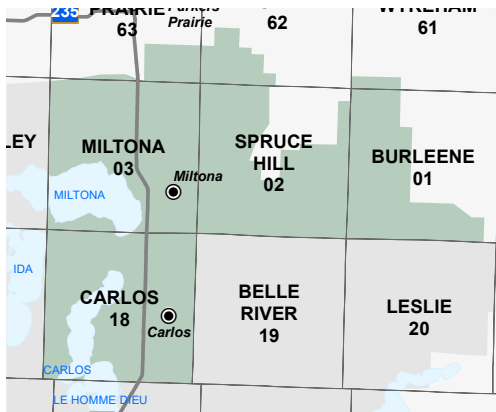 235
PRAIRIE
63
Parkers
Prairie
62
WYKEHAM
61
LEY
MILTONA
03
Miltona
MILTONA
SPRUCE
HILL
02
BURLEENE
01
IDA
CARLOS
18
Carlos
CARLOS
LE HOMME DIEU
BELLE
RIVER
19
LESLIE
20